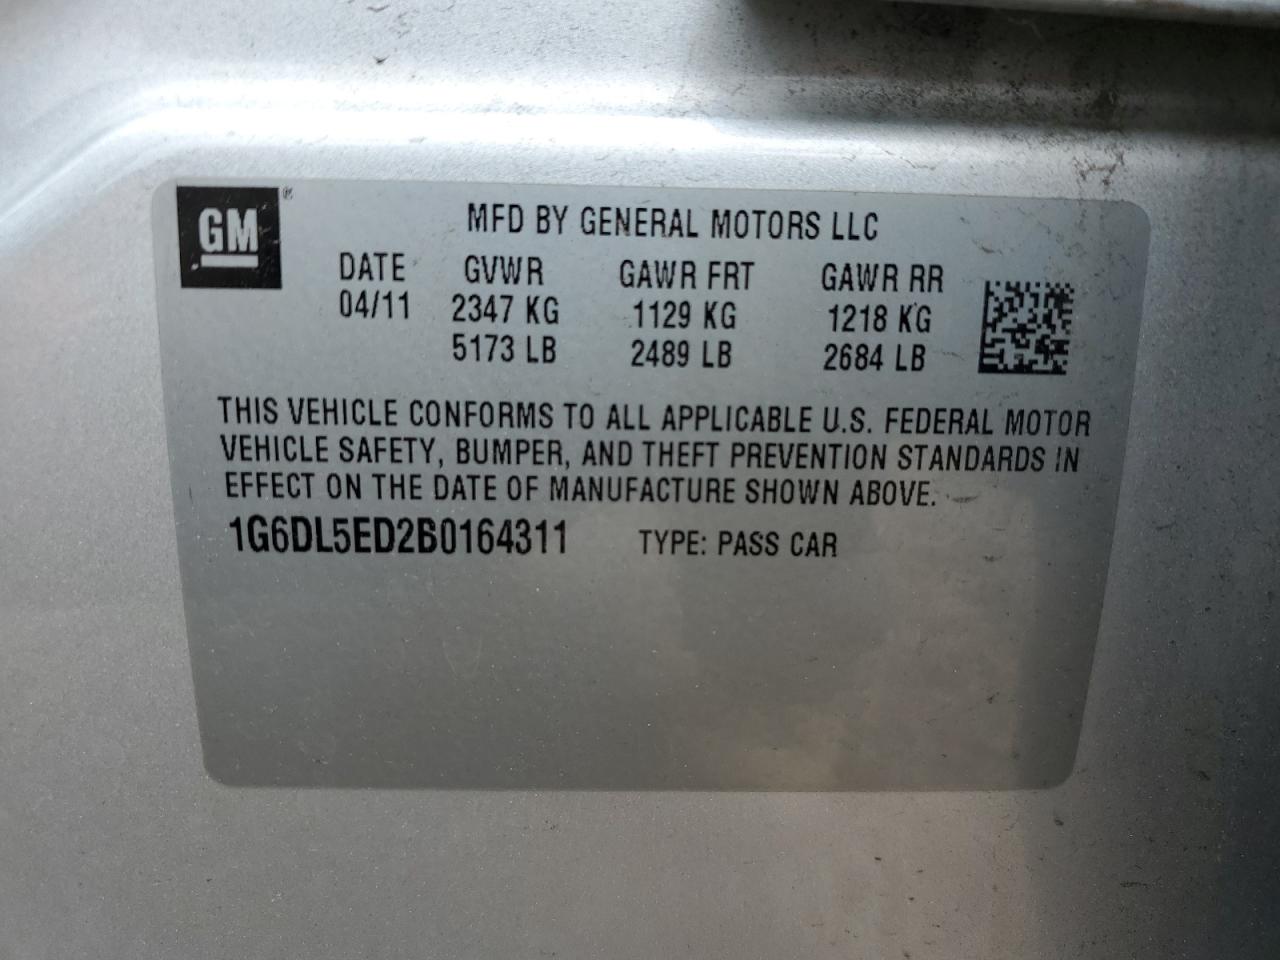 GM®
MFD BY GENERAL MOTORS LLC
DATE GVWR GAWR FRT GAWR RR
04/11 2347 KG 1129 KG 1218 KG
5173 LB 2489 LB 2684 LB
THIS VEHICLE CONFORMS TO ALL APPLICABLE U.S. FEDERAL MOTOR
VEHICLE SAFETY, BUMPER, AND THEFT PREVENTION STANDARDS IN
EFFECT ON THE DATE OF MANUFACTURE SHOWN ABOVE.
1G6DL5ED2B0164311 TYPE: PASS CAR